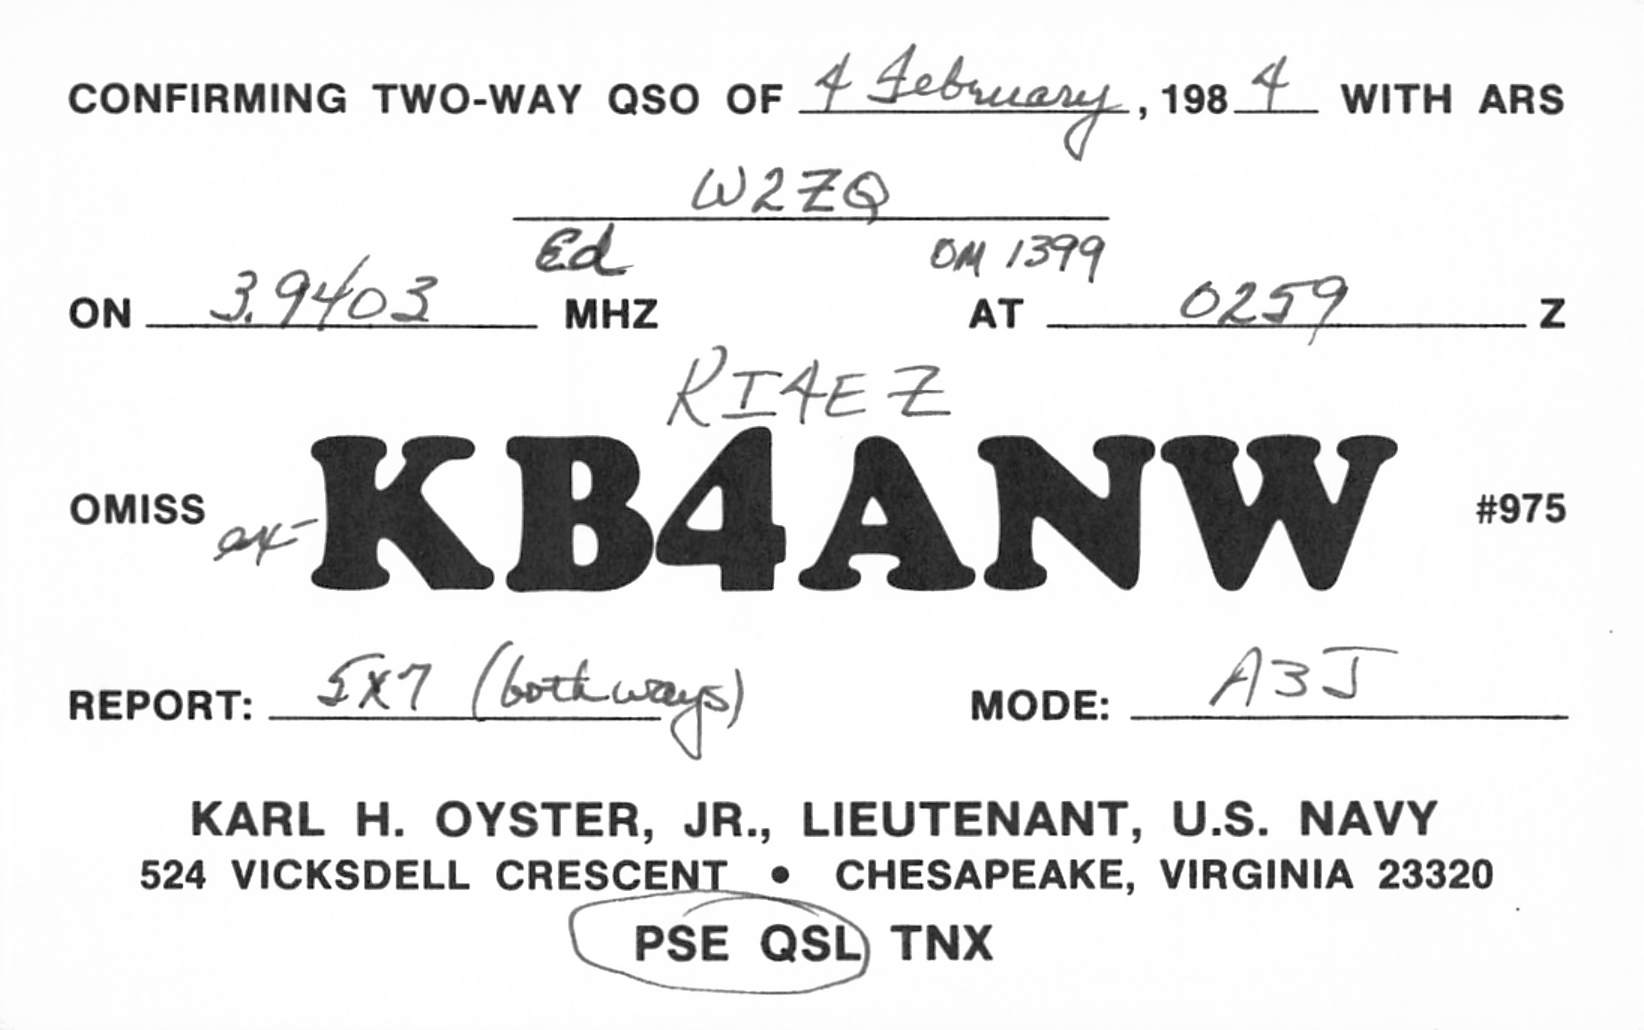 CONFIRMING TWO-WAY QSO OF 4 February, 1984 WITH ARS
W2ZQ
Ed OM 1399
ON 3.9403 MHZ AT 0259 Z
KI4EZ
OMISS ex- KB4ANW #975
REPORT: 5x7 (both ways) MODE: A3J
KARL H. OYSTER, JR., LIEUTENANT, U.S. NAVY
524 VICKSDELL CRESCENT • CHESAPEAKE, VIRGINIA 23320
PSE QSL TNX